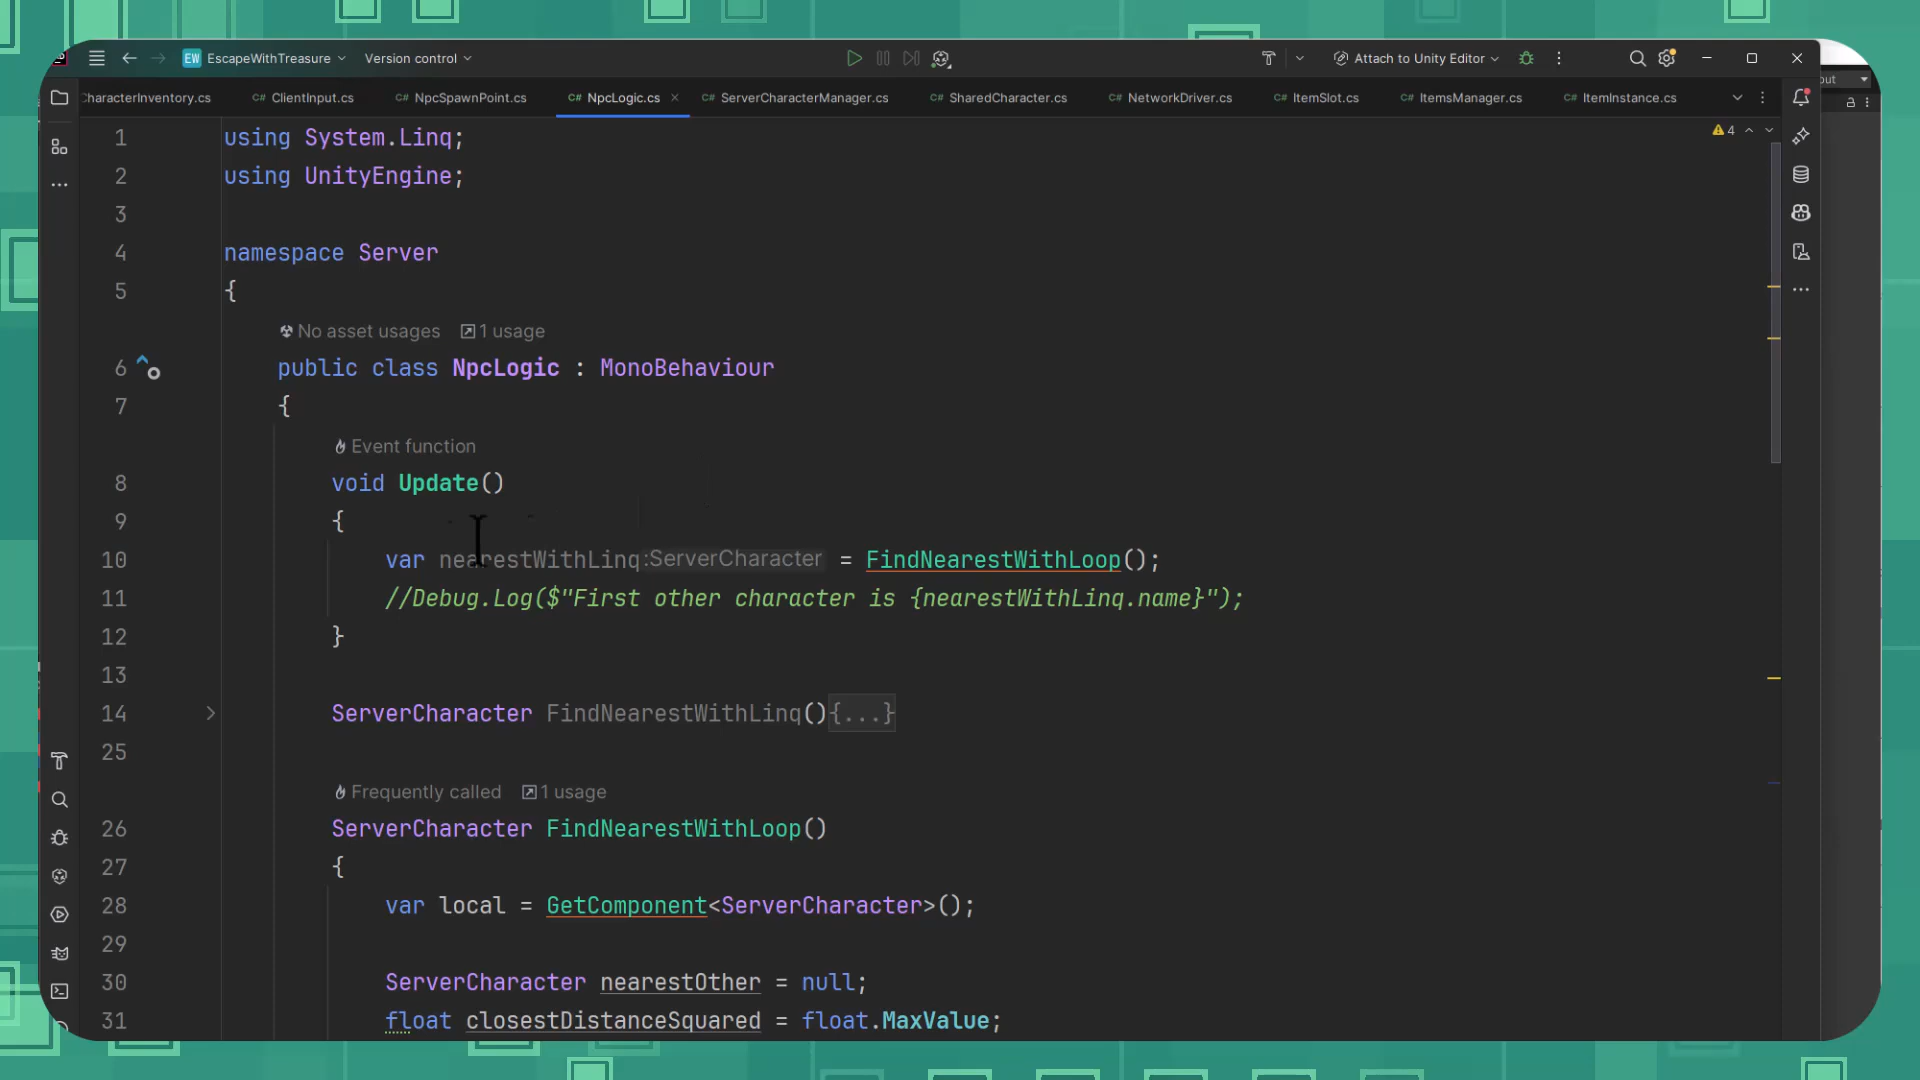 EW EscapeWithTreasure Version control Attach to Unity Editor
CharacterInventory.cs C# ClientInput.cs C# NpcSpawnPoint.cs C# NpcLogic.cs C# ServerCharacterManager.cs C# SharedCharacter.cs C# NetworkDriver.cs C# ItemSlot.cs C# ItemsManager.cs C# ItemInstance.cs
4
1 using System.Linq;
2 using UnityEngine;
3
4 namespace Server
5 {
No asset usages 1 usage
6 public class NpcLogic : MonoBehaviour
7 {
Event function
8 void Update()
9 {
10 var nearestWithLinq:ServerCharacter = FindNearestWithLoop();
11 //Debug.Log($"First other character is {nearestWithLinq.name}");
12 }
13
14 ServerCharacter FindNearestWithLinq(){...}
25
Frequently called 1 usage
26 ServerCharacter FindNearestWithLoop()
27 {
28 var local = GetComponent<ServerCharacter>();
29
30 ServerCharacter nearestOther = null;
31 float closestDistanceSquared = float.MaxValue;